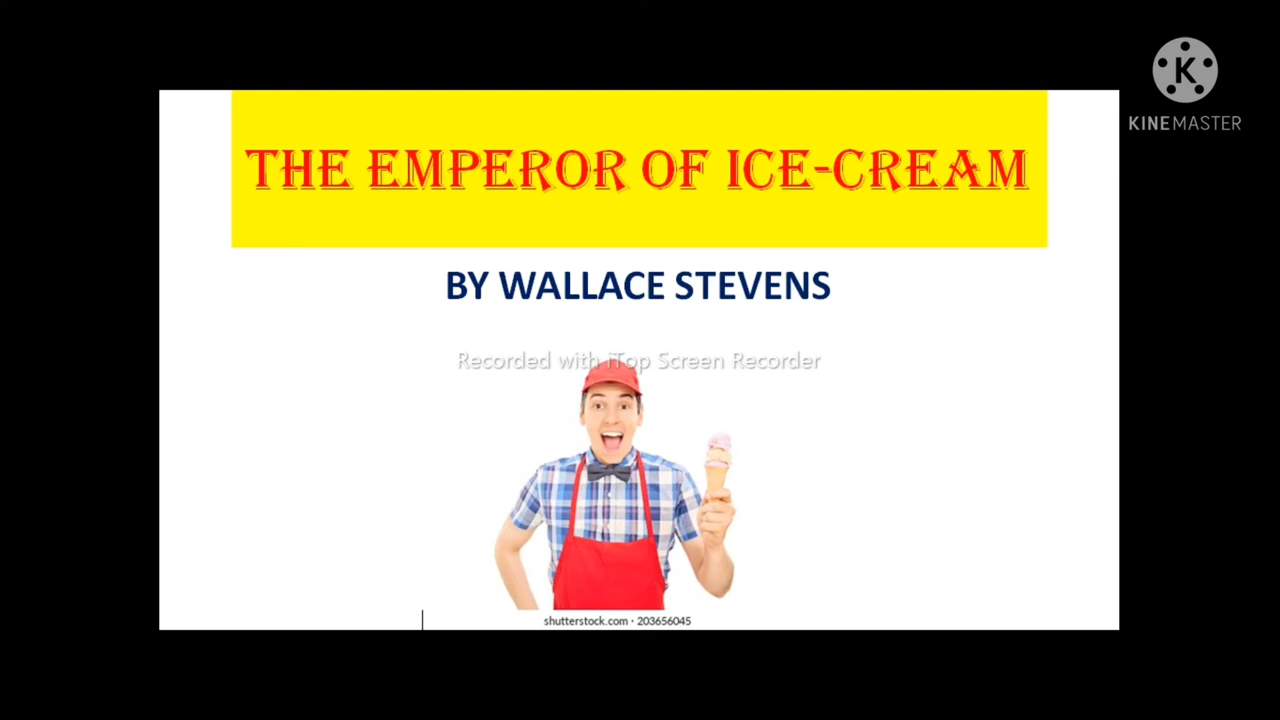 K
KINEMASTER
THE EMPEROR OF ICE-CREAM
BY WALLACE STEVENS
Recorded with iTop Screen Recorder
shutterstock.com · 203656045